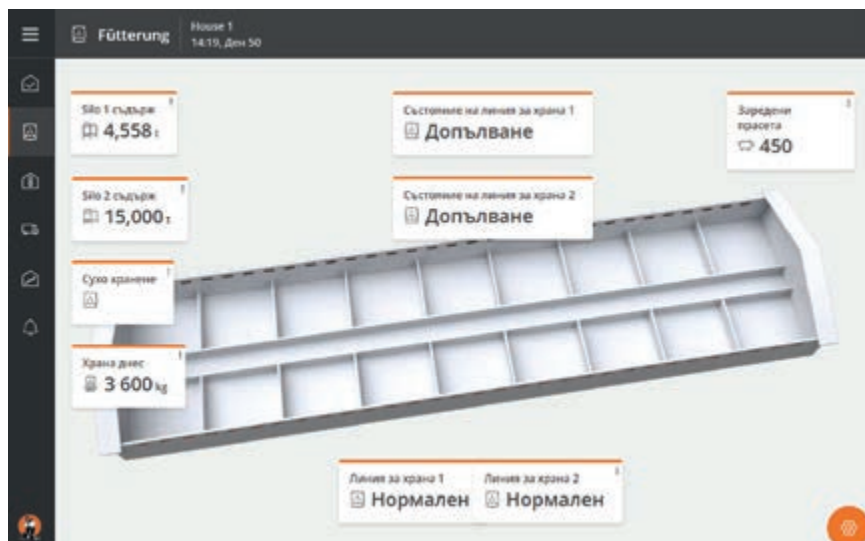 Fütterung
House 1
14:19, Ден 50
Silo 1 съдърж
4,558 t
Silo 2 съдърж
15,000 t
Сухо хранене
Храна днес
3 600 kg
Състояние на линия за храна 1
Допълване
Състояние на линия за храна 2
Допълване
Заредени
прасета
450
Линия за храна 1
Нормален
Линия за храна 2
Нормален